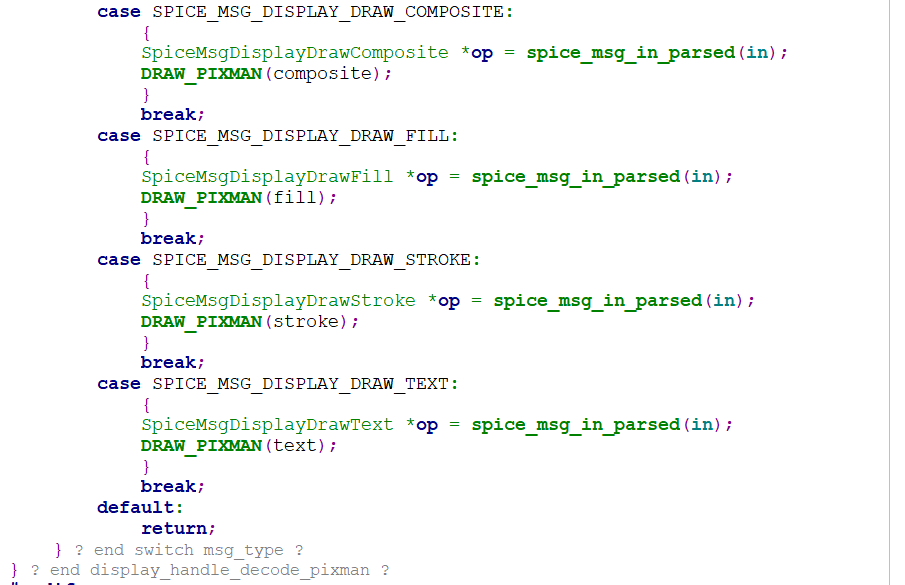 case SPICE_MSG_DISPLAY_DRAW_COMPOSITE:
{
SpiceMsgDisplayDrawComposite *op = spice_msg_in_parsed(in);
DRAW_PIXMAN(composite);
}
break;
case SPICE_MSG_DISPLAY_DRAW_FILL:
{
SpiceMsgDisplayDrawFill *op = spice_msg_in_parsed(in);
DRAW_PIXMAN(fill);
}
break;
case SPICE_MSG_DISPLAY_DRAW_STROKE:
{
SpiceMsgDisplayDrawStroke *op = spice_msg_in_parsed(in);
DRAW_PIXMAN(stroke);
}
break;
case SPICE_MSG_DISPLAY_DRAW_TEXT:
{
SpiceMsgDisplayDrawText *op = spice_msg_in_parsed(in);
DRAW_PIXMAN(text);
}
break;
default:
return;
} ? end switch msg_type ?
} ? end display_handle_decode_pixman ?